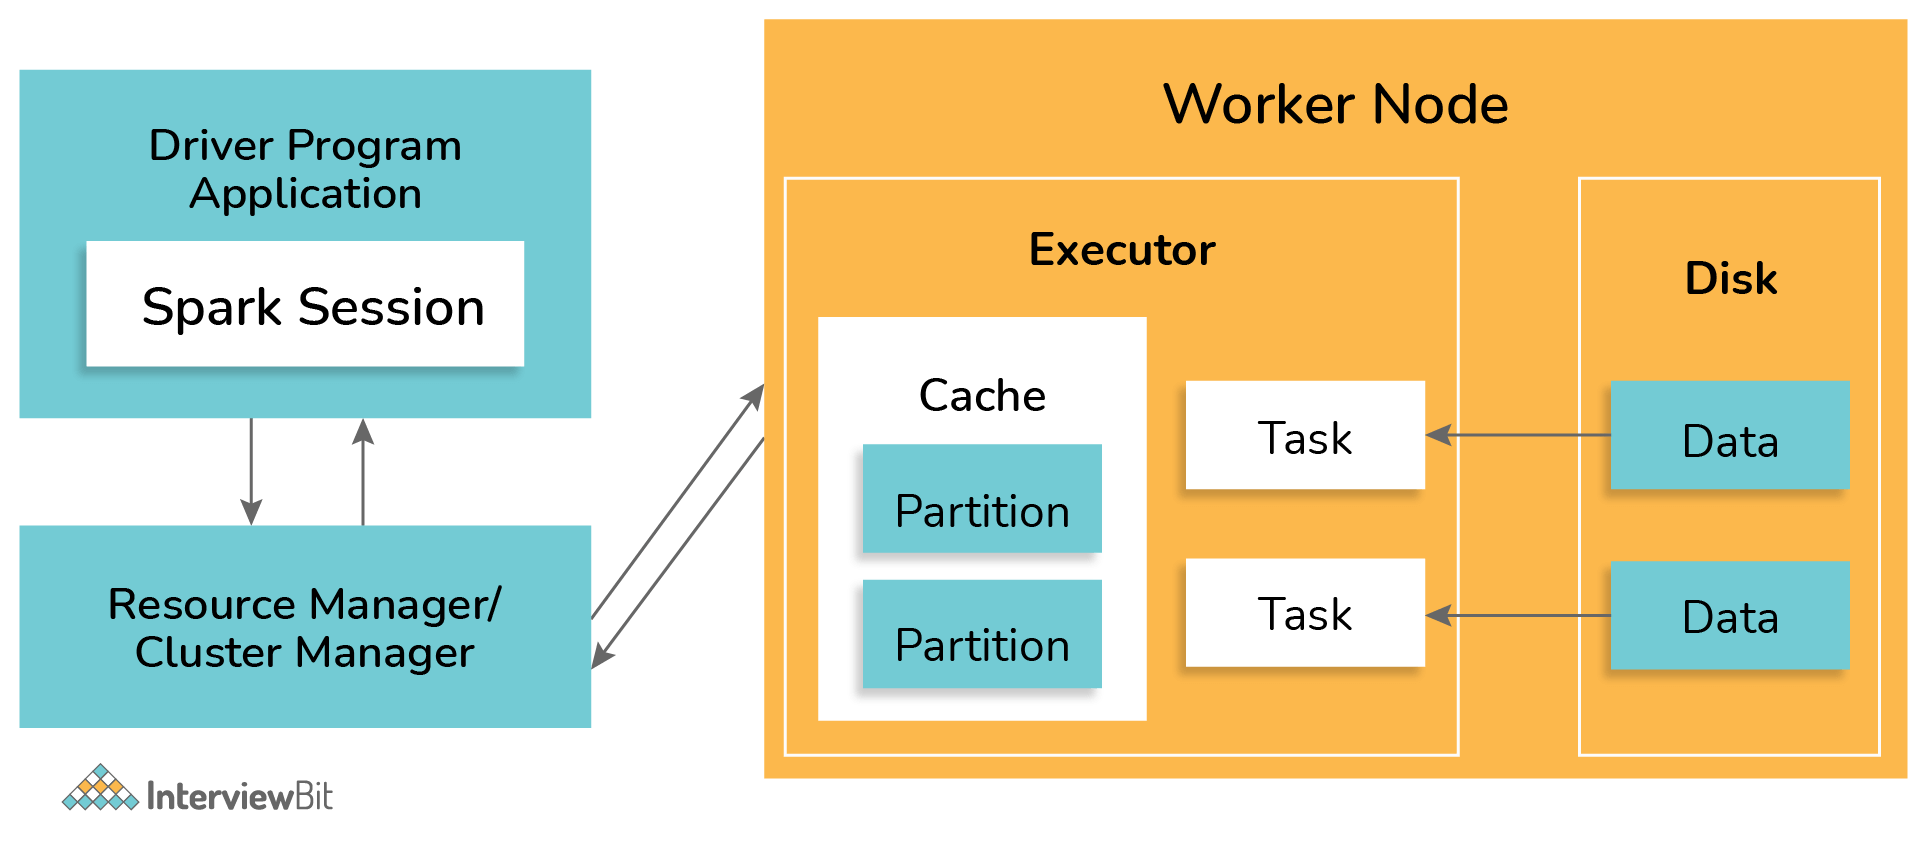 Driver Program
Application
Spark Session
Resource Manager/
Cluster Manager
Worker Node
Executor
Cache
Partition
Partition
Task
Task
Disk
Data
Data
InterviewBit